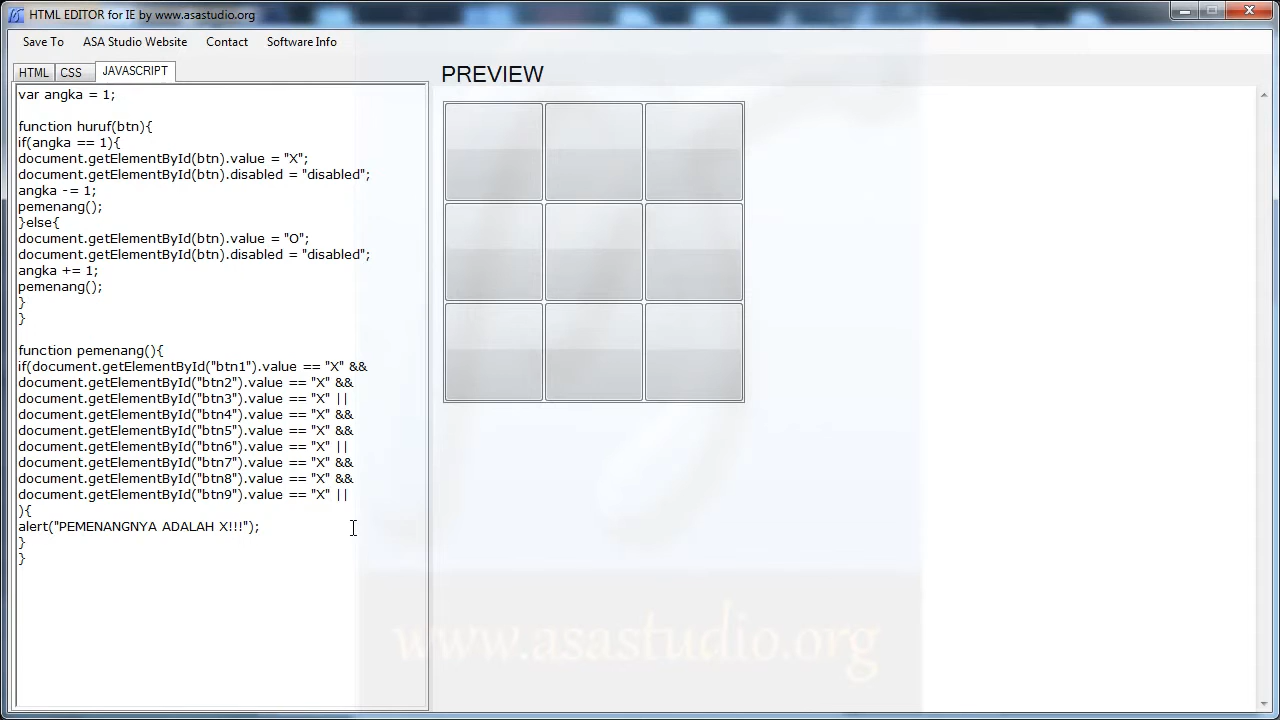 HTML EDITOR for IE by www.asastudio.org
Save To ASA Studio Website Contact Software Info
HTML CSS JAVASCRIPT
PREVIEW
var angka = 1;
function huruf(btn){
if(angka == 1){
document.getElementById(btn).value = "X";
document.getElementById(btn).disabled = "disabled";
angka -= 1;
pemenang();
}else{
document.getElementById(btn).value = "O";
document.getElementById(btn).disabled = "disabled";
angka += 1;
pemenang();
}
}
function pemenang(){
if(document.getElementById("btn1").value == "X" &&
document.getElementById("btn2").value == "X" &&
document.getElementById("btn3").value == "X" ||
document.getElementById("btn4").value == "X" &&
document.getElementById("btn5").value == "X" &&
document.getElementById("btn6").value == "X" ||
document.getElementById("btn7").value == "X" &&
document.getElementById("btn8").value == "X" &&
document.getElementById("btn9").value == "X" ||
){
alert("PEMENANGNYA ADALAH X!!!");
}
}
www.asastudio.org